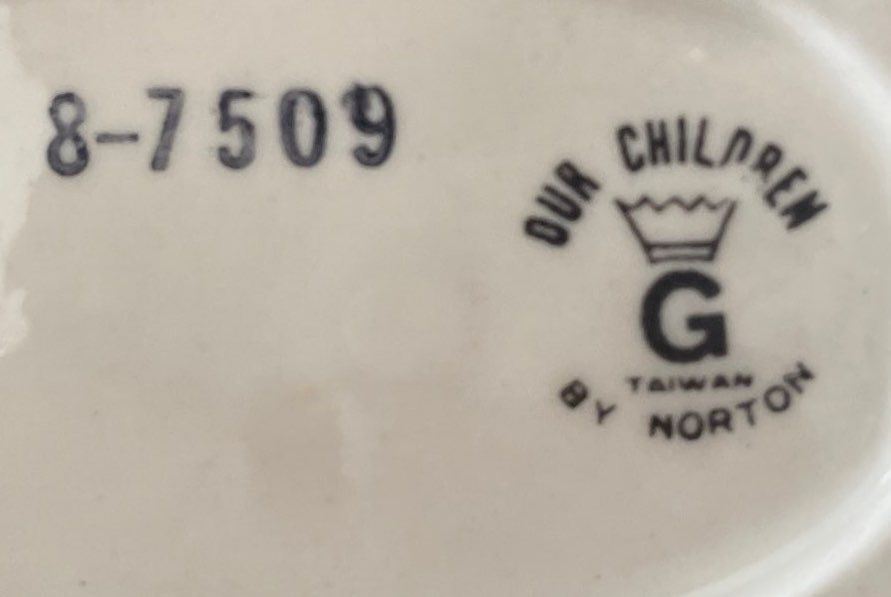 8-7509
OUR CHILDREN
G
TAIWAN
BY NORTON